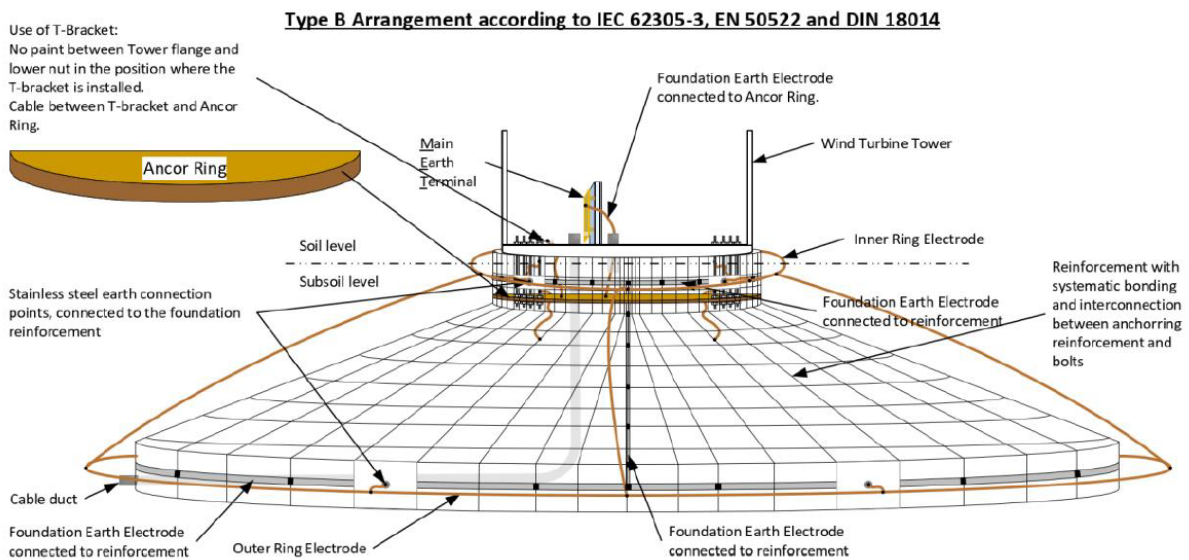 Type B Arrangement according to IEC 62305-3, EN 50522 and DIN 18014
Use of T-Bracket:
No paint between Tower flange and
lower nut in the position where the
T-bracket is installed.
Cable between T-bracket and Ancor
Ring.
Ancor Ring
Main
Earth
Terminal
Foundation Earth Electrode
connected to Ancor Ring.
Wind Turbine Tower
Soil level
Subsoil level
Inner Ring Electrode
Stainless steel earth connection
points, connected to the foundation
reinforcement
Foundation Earth Electrode
connected to reinforcement
Reinforcement with
systematic bonding
and interconnection
between anchorring
reinforcement and
bolts
Cable duct
Foundation Earth Electrode
connected to reinforcement
Outer Ring Electrode
Foundation Earth Electrode
connected to reinforcement